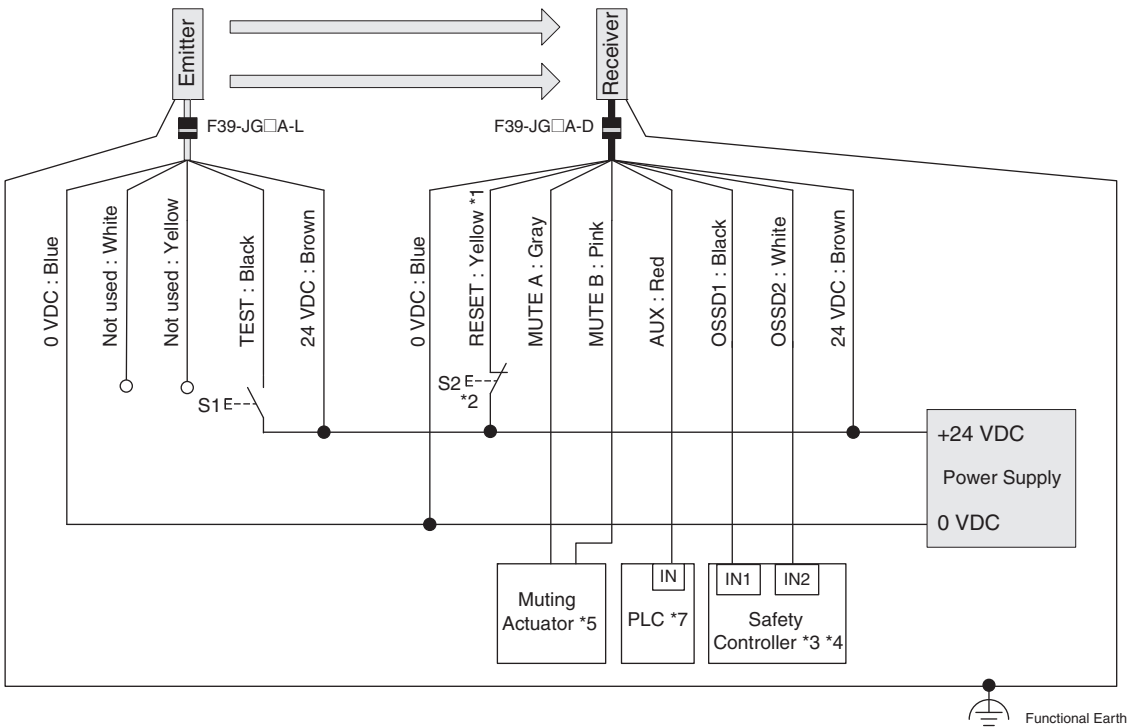 Emitter
Receiver
F39-JG□A-L
F39-JG□A-D
0 VDC : Blue
Not used : White
Not used : Yellow
TEST : Black
24 VDC : Brown
0 VDC : Blue
RESET : Yellow *1
MUTE A : Gray
MUTE B : Pink
AUX : Red
OSSD1 : Black
OSSD2 : White
24 VDC : Brown
S1
S2
*2
+24 VDC
Power Supply
0 VDC
Muting
Actuator *5
IN
PLC *7
IN1
IN2
Safety
Controller *3 *4
Functional Earth